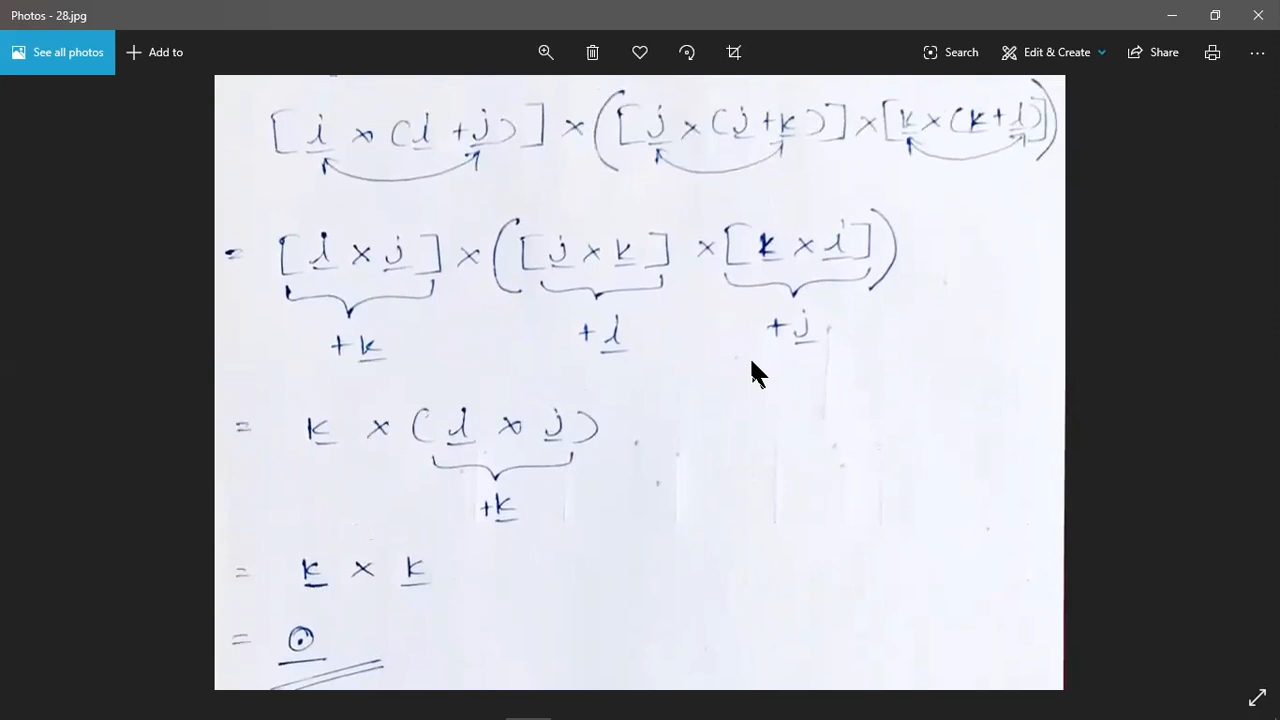 Photos - 28.jpg
See all photos
Add to
Search
Edit & Create
Share
[i × (i + j)] × ([j × (j + k)] × [k × (k + i)])
= [i × j] × ([j × k] × [k × i])
+k +i +j
= k × (i × j)
+k
= k × k
= 0